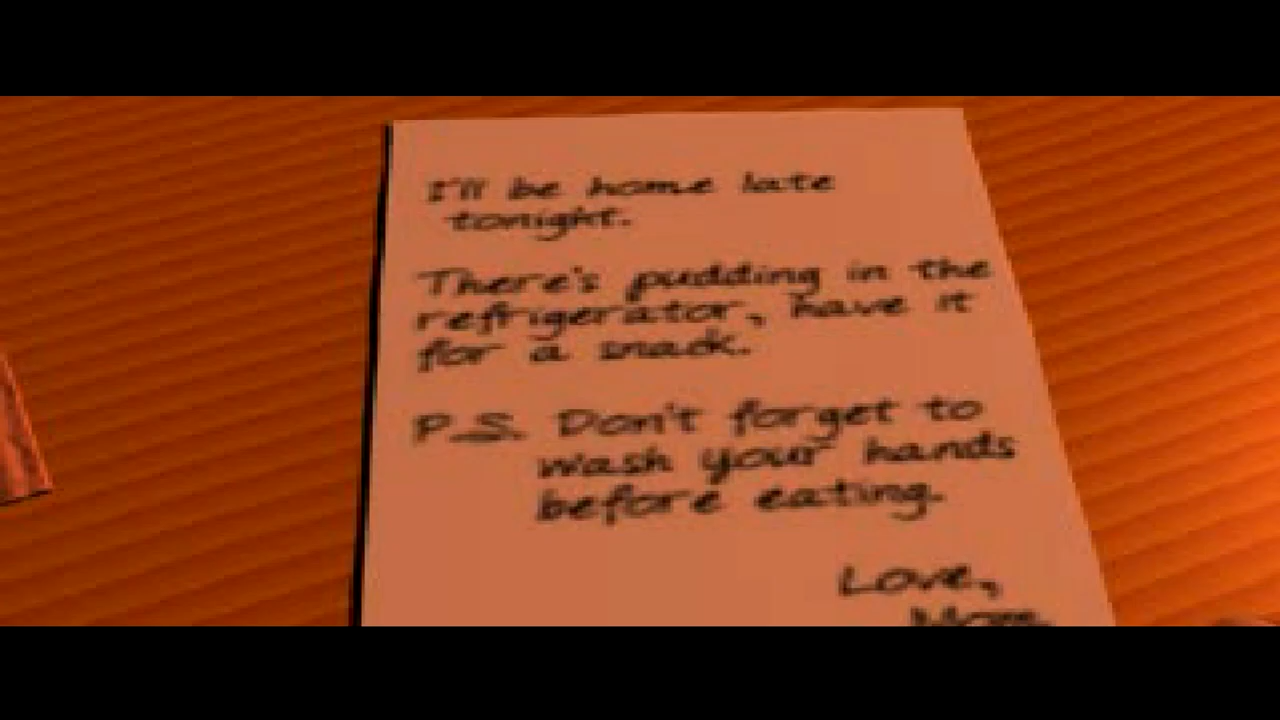 I'll be home late
tonight.
There's pudding in the
refrigerator, have it
for a snack.
P.S. Don't forget to
wash your hands
before eating.
Love,